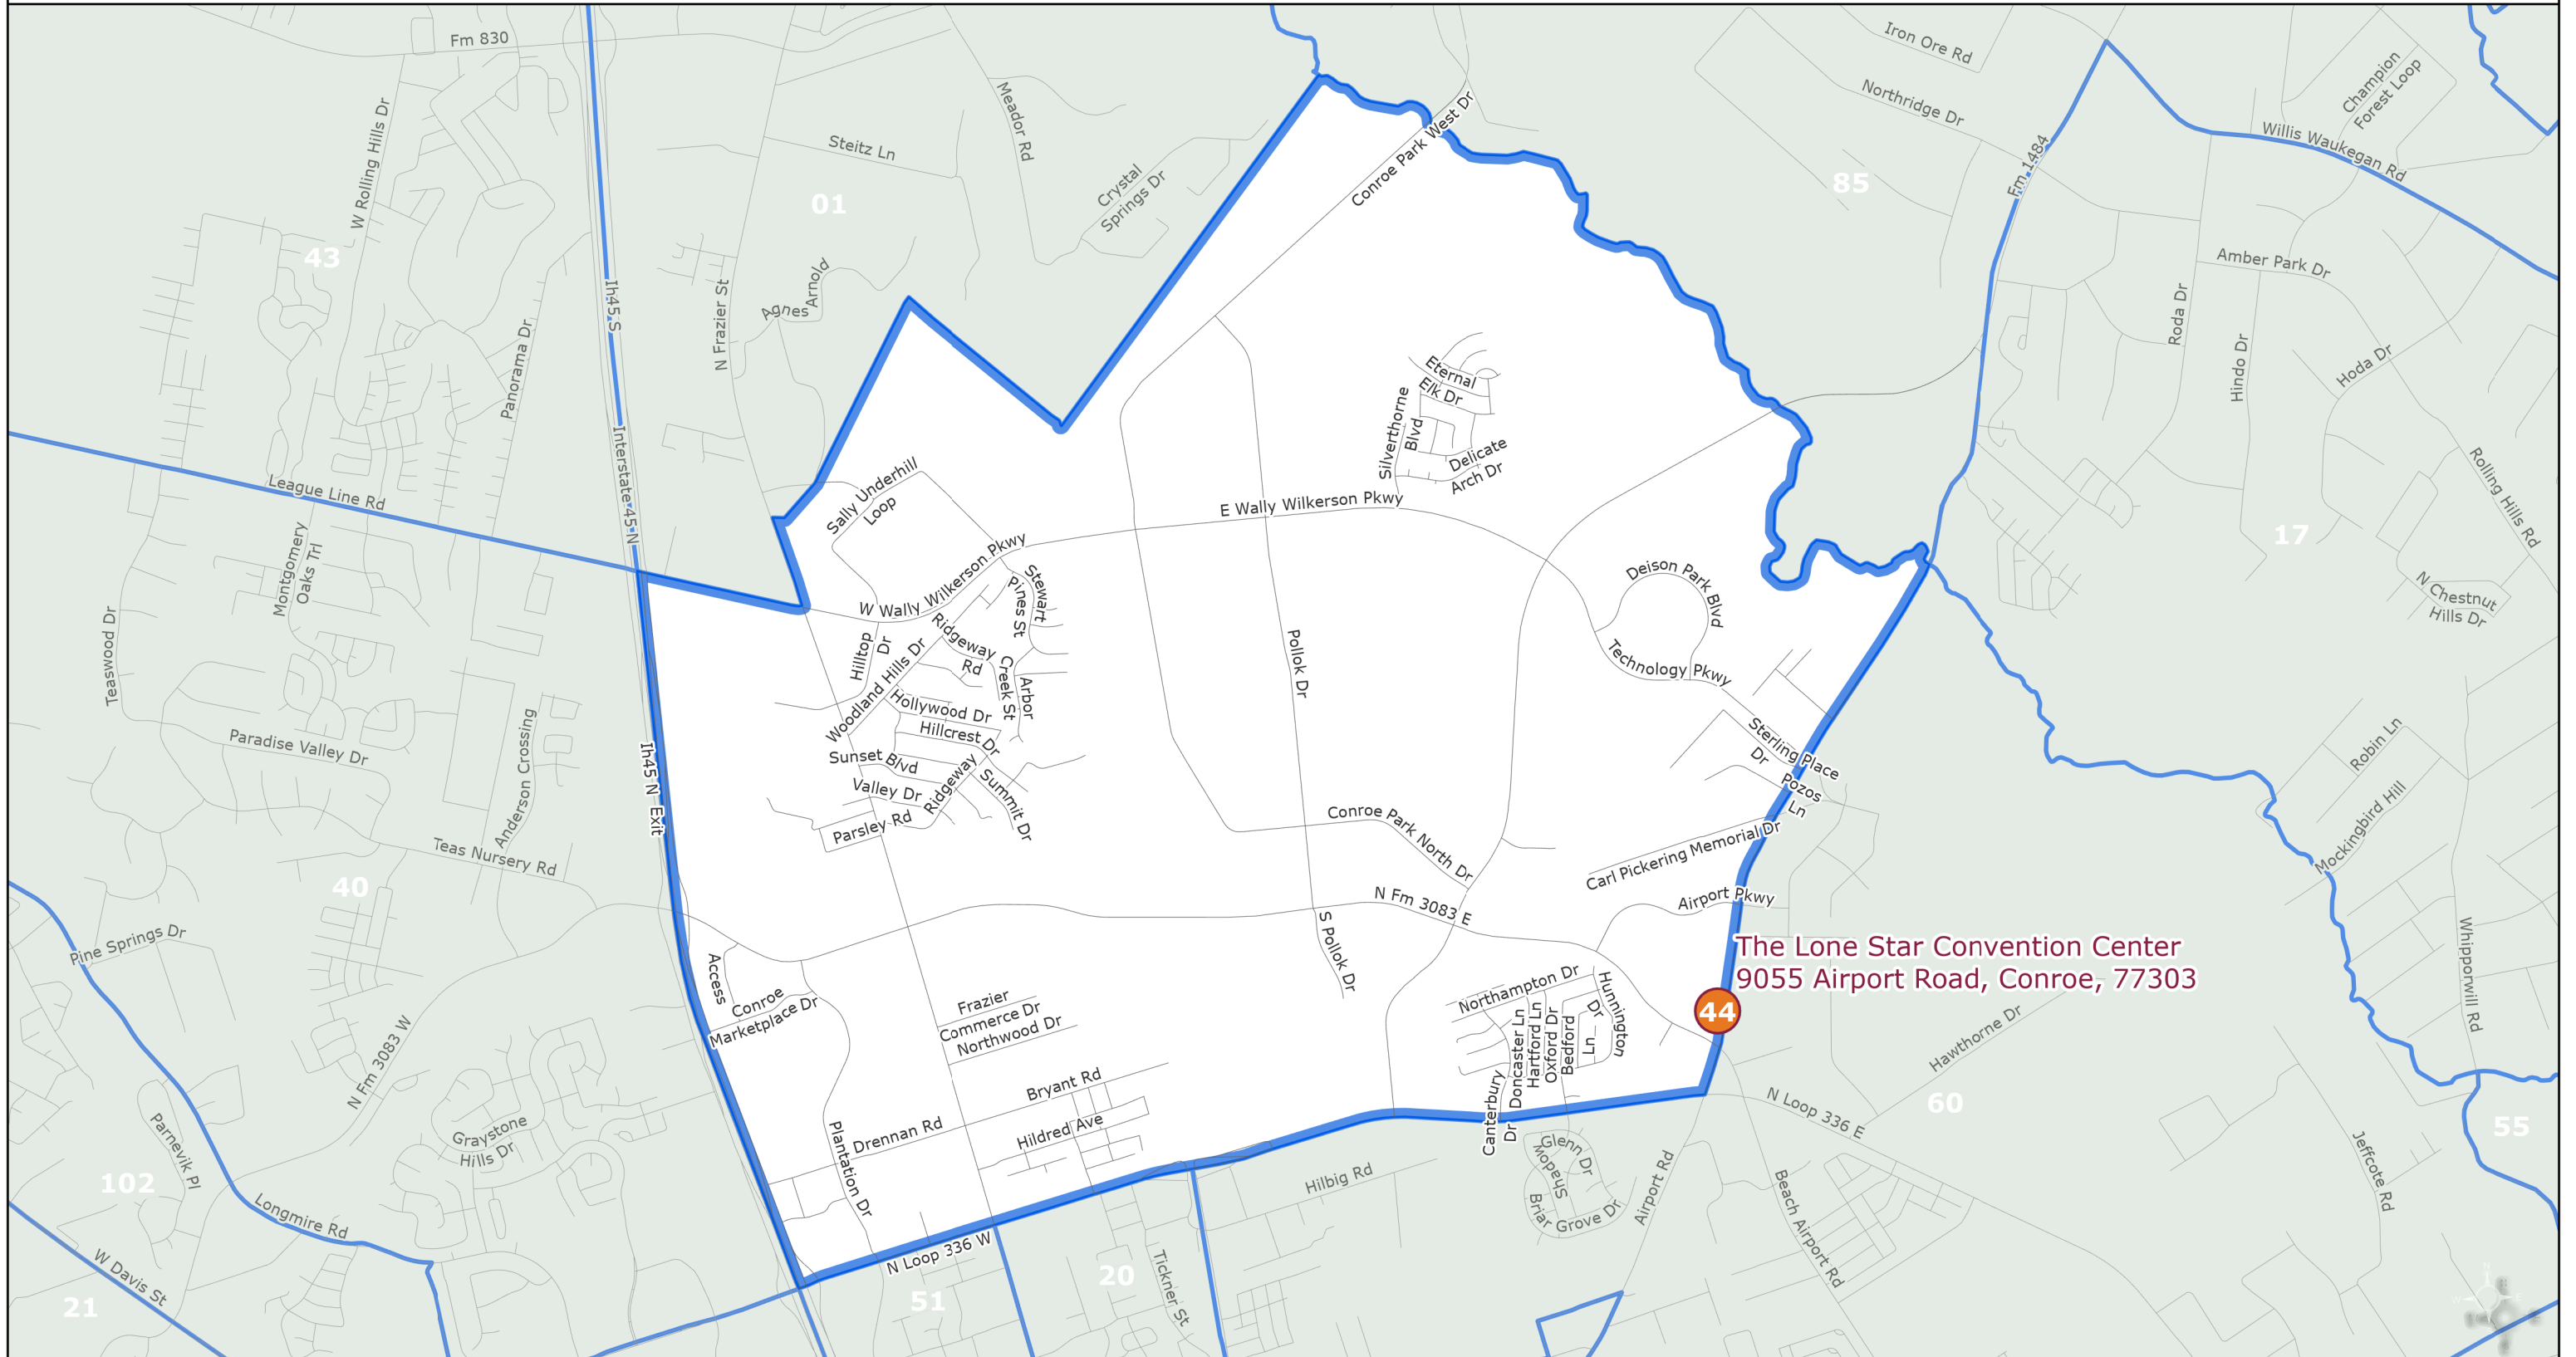 Fm 830
Iron Ore Rd
Champion
Forest Loop
Meador Rd
Northridge Dr
Conroe Park West Dr
W Rolling Hills Dr
Steitz Ln
Fm 1484
Willis Waukegan Rd
Crystal
Springs Dr
85
01
43
Agnes
Arnold
Amber Park Dr
Ih45 S
N Frazier St
Roda Dr
Panorama Dr
Hindo Dr
Hoda Dr
Eternal
Elk Dr
Silverthorne
Blvd
Delicate
Arch Dr
Interstate 45 N
League Line Rd
Sally Underhill
Loop
E Wally Wilkerson Pkwy
Rolling Hills Rd
17
Montgomery
Oaks Trl
W Wally Wilkerson Pkwy
Stewart
Pines St
Deison Park Blvd
N Chestnut
Hills Dr
Teaswood Dr
Hilltop
Dr
Ridgeway
Rd
Creek St
Arbor
Pollok Dr
Technology Pkwy
Woodland Hills Dr
Hollywood Dr
Hillcrest Dr
Sunset Blvd
Valley Dr
Ridgeway
Summit Dr
Parsley Rd
Paradise Valley Dr
Anderson Crossing
Ih45 N
Exit
Sterling Place
Dr
Pozos
Ln
Robin Ln
Mockingbird Hill
Conroe Park North Dr
Carl Pickering Memorial Dr
Teas Nursery Rd
40
N Fm 3083 E
Airport Pkwy
Pine Springs Dr
S Pollok Dr
Access
The Lone Star Convention Center
9055 Airport Road, Conroe, 77303
44
Whipporwill Rd
Conroe
Marketplace Dr
Frazier
Commerce Dr
Northwood Dr
Northampton Dr
Hunnington
Dr
Doncaster Ln
Hartford Ln
Oxford Dr
Bedford
Ln
Canterbury
Dr
Hawthorne Dr
N Fm 3083 W
Bryant Rd
Hildred Ave
Drennan Rd
Plantation Dr
N Loop 336 E
60
55
Graystone
Hills Dr
Parnevik Pl
Glenn Dr
Shadow
Briar
Grove Dr
Hilbig Rd
Airport Rd
Beach Airport Rd
Jeffcote Rd
102
Longmire Rd
N Loop 336 W
W Davis St
21
51
20
Tickner St
N
W